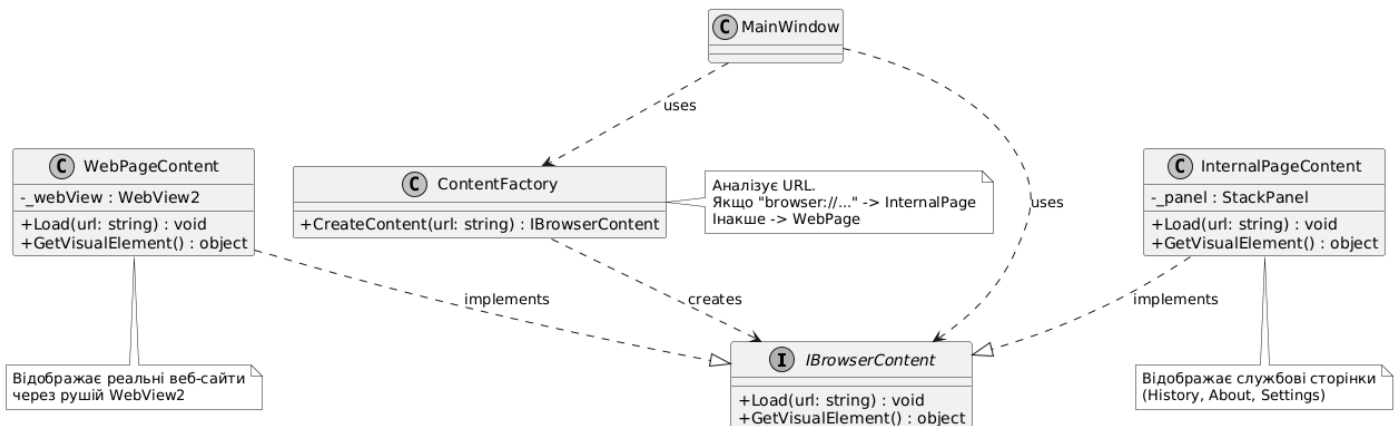 C MainWindow
uses
uses
C WebPageContent
-_webView : WebView2
+Load(url: string) : void
+GetVisualElement() : object
C ContentFactory
+CreateContent(url: string) : IBrowserContent
Аналізує URL.
Якщо "browser://..." -> InternalPage
Інакше -> WebPage
C InternalPageContent
-_panel : StackPanel
+Load(url: string) : void
+GetVisualElement() : object
implements
creates
implements
Відображає реальні веб-сайти
через рушій WebView2
I IBrowserContent
+Load(url: string) : void
+GetVisualElement() : object
Відображає службові сторінки
(History, About, Settings)